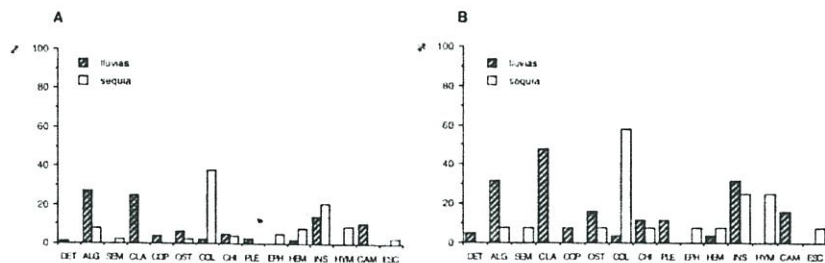 A
%
100
80
60
40
20
0
lluvias
sequia
DET ALG SEM CLA COP OST COL CHI PLE EPH HEM INS HYM CAM ESC
B
%
100
80
60
40
20
0
lluvias
sequia
DET ALG SEM CLA COP OST COL CHI PLE EPH HEM INS HYM CAM ESC